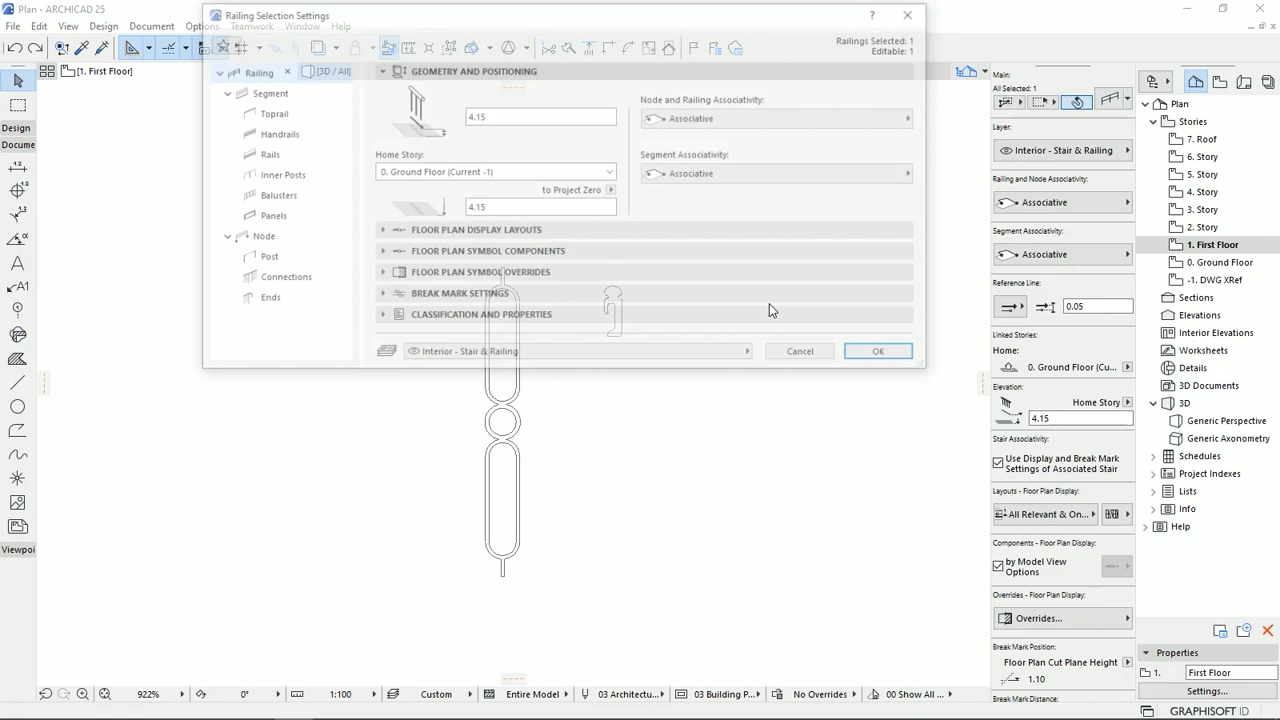 Plan - ARCHICAD 25
File Edit View Design Document Options Teamwork Window Help
Railing Selection Settings
?
Railings Selected: 1
Editable: 1
[1. First Floor]
Railing
[3D / All]
Segment
Toprail
Handrails
Rails
Inner Posts
Balusters
Panels
Node
Post
Connections
Ends
GEOMETRY AND POSITIONING
4.15
Home Story:
0. Ground Floor (Current -1)
to Project Zero
4.15
Node and Railing Associativity:
Associative
Segment Associativity:
Associative
FLOOR PLAN DISPLAY LAYOUTS
FLOOR PLAN SYMBOL COMPONENTS
FLOOR PLAN SYMBOL OVERRIDES
BREAK MARK SETTINGS
CLASSIFICATION AND PROPERTIES
Interior - Stair & Railing
Cancel
OK
Design
Docume
Viewpoi
Main:
All Selected: 1
Layer:
Interior - Stair & Railing
Railing and Node Associativity:
Associative
Segment Associativity:
Associative
Reference Line:
0.05
Linked Stories:
Home:
0. Ground Floor (Cu...
Elevation:
Home Story
4.15
Stair Associativity:
Use Display and Break Mark
Settings of Associated Stair
Layouts - Floor Plan Display:
All Relevant & On...
Components - Floor Plan Display:
by Model View
Options
Overrides - Floor Plan Display:
Overrides...
Break Mark Position:
Floor Plan Cut Plane Height
1.10
Break Mark Distance:
Plan
Stories
7. Roof
6. Story
5. Story
4. Story
3. Story
2. Story
1. First Floor
0. Ground Floor
-1. DWG XRef
Sections
Elevations
Interior Elevations
Worksheets
Details
3D Documents
3D
Generic Perspective
Generic Axonometry
Schedules
Project Indexes
Lists
Info
Help
Properties
1. First Floor
Settings...
922% 0° 1:100 Custom Entire Model 03 Architectu... 03 Building P... No Overrides 00 Show All ...
GRAPHISOFT ID